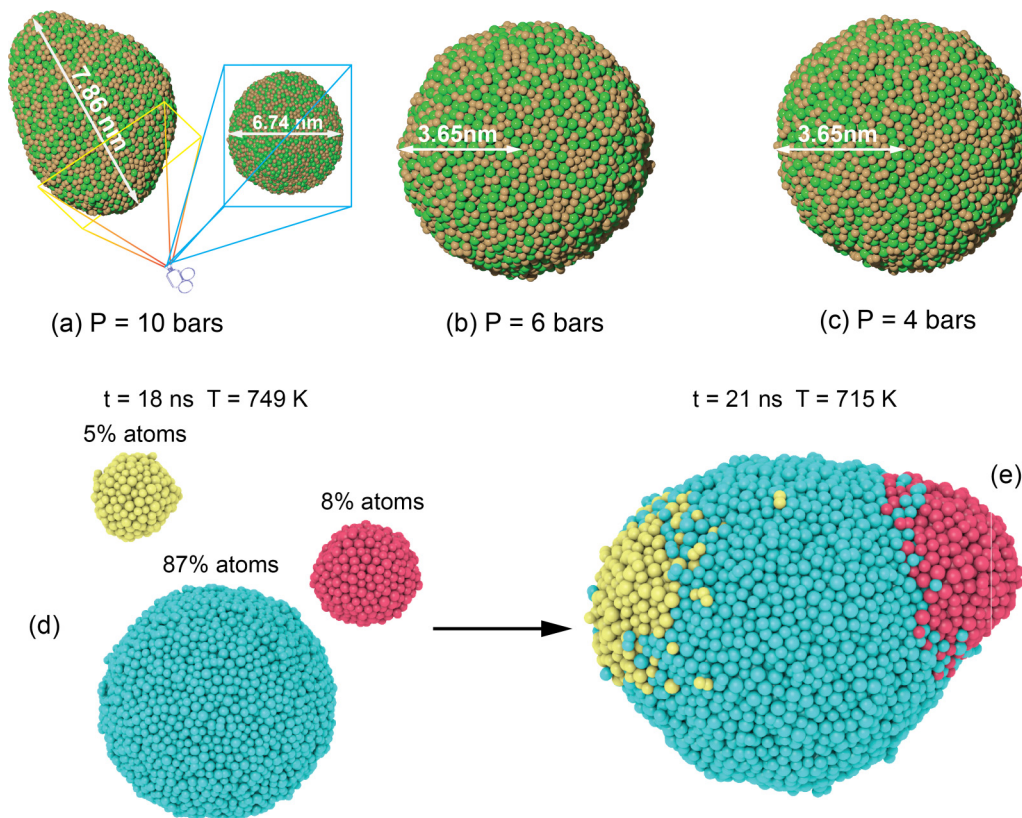 7.86 nm
6.74 nm
3.65nm
3.65nm
(a) P = 10 bars
(b) P = 6 bars
(c) P = 4 bars
t = 18 ns T = 749 K
t = 21 ns T = 715 K
5% atoms
8% atoms
87% atoms
(d)
(e)